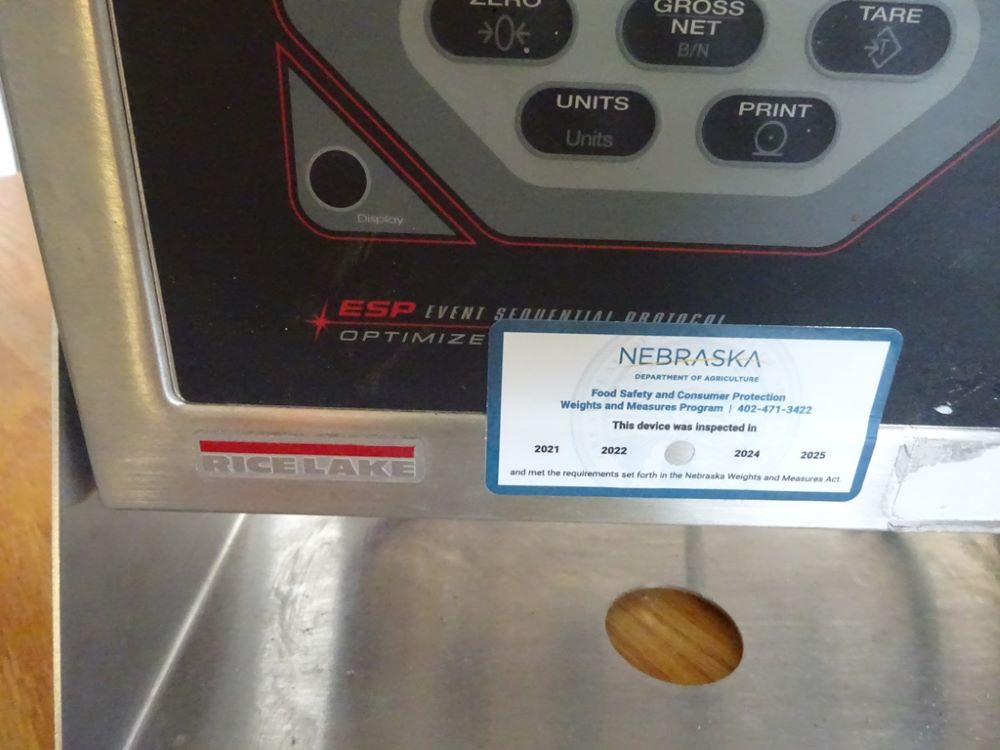 ZERO
GROSS
NET
B/N
TARE
T
UNITS
Units
PRINT
Display
ESP EVENT SEQUENTIAL PROTOCOL
OPTIMIZE
NEBRASKA
DEPARTMENT OF AGRICULTURE
Food Safety and Consumer Protection
Weights and Measures Program | 402-471-3422
This device was inspected in
2021 2022 2024 2025
and met the requirements set forth in the Nebraska Weights and Measures Act.
RICE LAKE